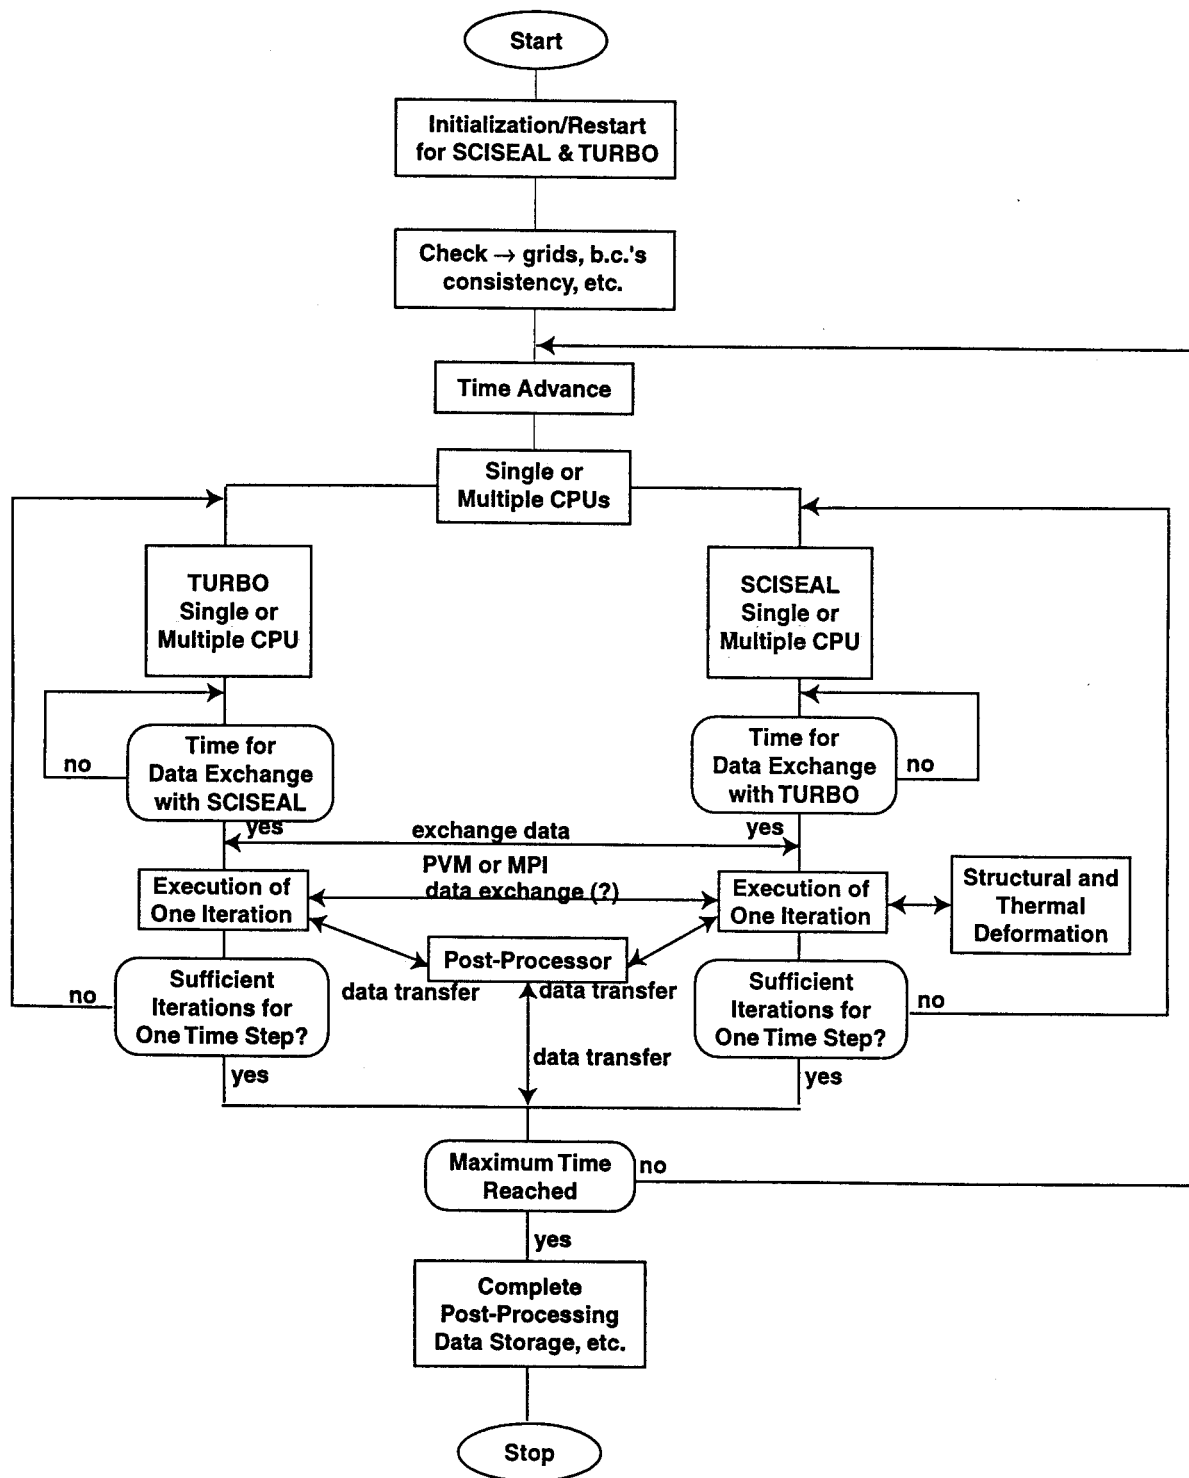 Start
Initialization/Restart
for SCISEAL & TURBO
Check → grids, b.c.'s
consistency, etc.
Time Advance
Single or
Multiple CPUs
TURBO
Single or
Multiple CPU
SCISEAL
Single or
Multiple CPU
Time for
Data Exchange
with SCISEAL
no
yes
Time for
Data Exchange
with TURBO
no
yes
exchange data
PVM or MPI
data exchange (?)
Execution of
One Iteration
Execution of
One Iteration
Structural and
Thermal
Deformation
Post-Processor
data transfer
data transfer
data transfer
Sufficient
Iterations for
One Time Step?
no
yes
Sufficient
Iterations for
One Time Step?
no
yes
Maximum Time
Reached
no
yes
Complete
Post-Processing
Data Storage, etc.
Stop